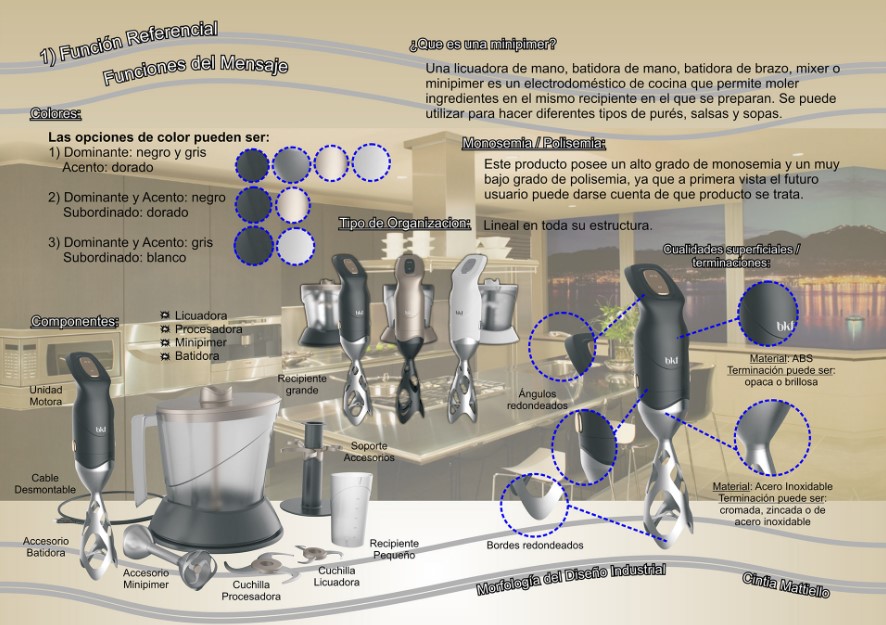 1) Función Referencial
Funciones del Mensaje
¿Que es una minipimer?
Una licuadora de mano, batidora de mano, batidora de brazo, mixer o
minipimer es un electrodoméstico de cocina que permite moler
ingredientes en el mismo recipiente en el que se preparan. Se puede
utilizar para hacer diferentes tipos de purés, salsas y sopas.
Colores:
Las opciones de color pueden ser:
1) Dominante: negro y gris
Acento: dorado
2) Dominante y Acento: negro
Subordinado: dorado
3) Dominante y Acento: gris
Subordinado: blanco
Monosemia / Polisemia:
Este producto posee un alto grado de monosemia y un muy
bajo grado de polisemia, ya que a primera vista el futuro
usuario puede darse cuenta de que producto se trata.
Tipo de Organizacion:
Lineal en toda su estructura.
Cualidades superficiales /
terminaciones:
Componentes:
Licuadora
Procesadora
Minipimer
Batidora
Unidad
Motora
Recipiente
grande
Soporte
Accesorios
Cable
Desmontable
Accesorio
Batidora
Accesorio
Minipimer
Cuchilla
Procesadora
Cuchilla
Licuadora
Recipiente
Pequeño
bkf
bkf
bkf
bkf
bkf
bkf
Ángulos
redondeados
Bordes redondeados
Material: ABS
Terminación puede ser:
opaca o brillosa
Material: Acero Inoxidable
Terminación puede ser:
cromada, zincada o de
acero inoxidable
Morfología del Diseño Industrial
Cintia Mattiello